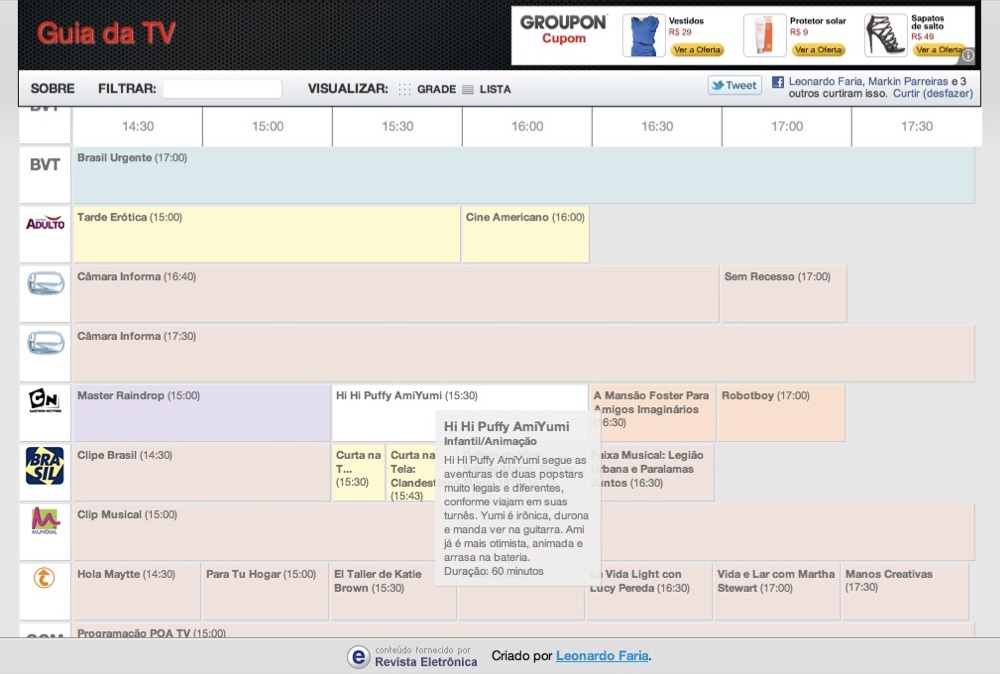 Guia da TV
GROUPON
Cupom
Vestidos
R$ 29
Ver a Oferta
Protetor solar
R$ 9
Ver a Oferta
Sapatos
de salto
R$ 49
Ver a Oferta
SOBRE FILTRAR: VISUALIZAR: GRADE LISTA
Tweet
Leonardo Faria, Markin Parreiras e 3
outros curtiram isso. Curtir (desfazer)
BVT
14:30 15:00 15:30 16:00 16:30 17:00 17:30
BVT
Brasil Urgente (17:00)
ADULTO
Tarde Erótica (15:00)
Cine Americano (16:00)
Câmara Informa (16:40)
Sem Recesso (17:00)
Câmara Informa (17:30)
CN
CARTOON NETWORK
Master Raindrop (15:00)
Hi Hi Puffy AmiYumi (15:30)
A Mansão Foster Para
Amigos Imaginários
(16:30)
Robotboy (17:00)
BRA
SIL
Clipe Brasil (14:30)
Curta na
T...
(15:30)
Curta na
Tela:
Clandest
(15:43)
Faixa Musical: Legião
Urbana e Paralamas
Juntos (16:30)
Hi Hi Puffy AmiYumi
Infantil/Animação
Hi Hi Puffy AmiYumi segue as
aventuras de duas popstars
muito legais e diferentes,
conforme viajam em suas
turnês. Yumi é irônica, durona
e manda ver na guitarra. Ami
já é mais otimista, animada e
arrasa na bateria.
Duração: 60 minutos
MUNDIAL
Clip Musical (15:00)
Hola Maytte (14:30)
Para Tu Hogar (15:00)
El Taller de Katie
Brown (15:30)
La Vida Light con
Lucy Pereda (16:30)
Vida e Lar com Martha
Stewart (17:00)
Manos Creativas
(17:30)
COM
Programação POA TV (15:00)
conteúdo fornecido por
Revista Eletrônica
Criado por Leonardo Faria.